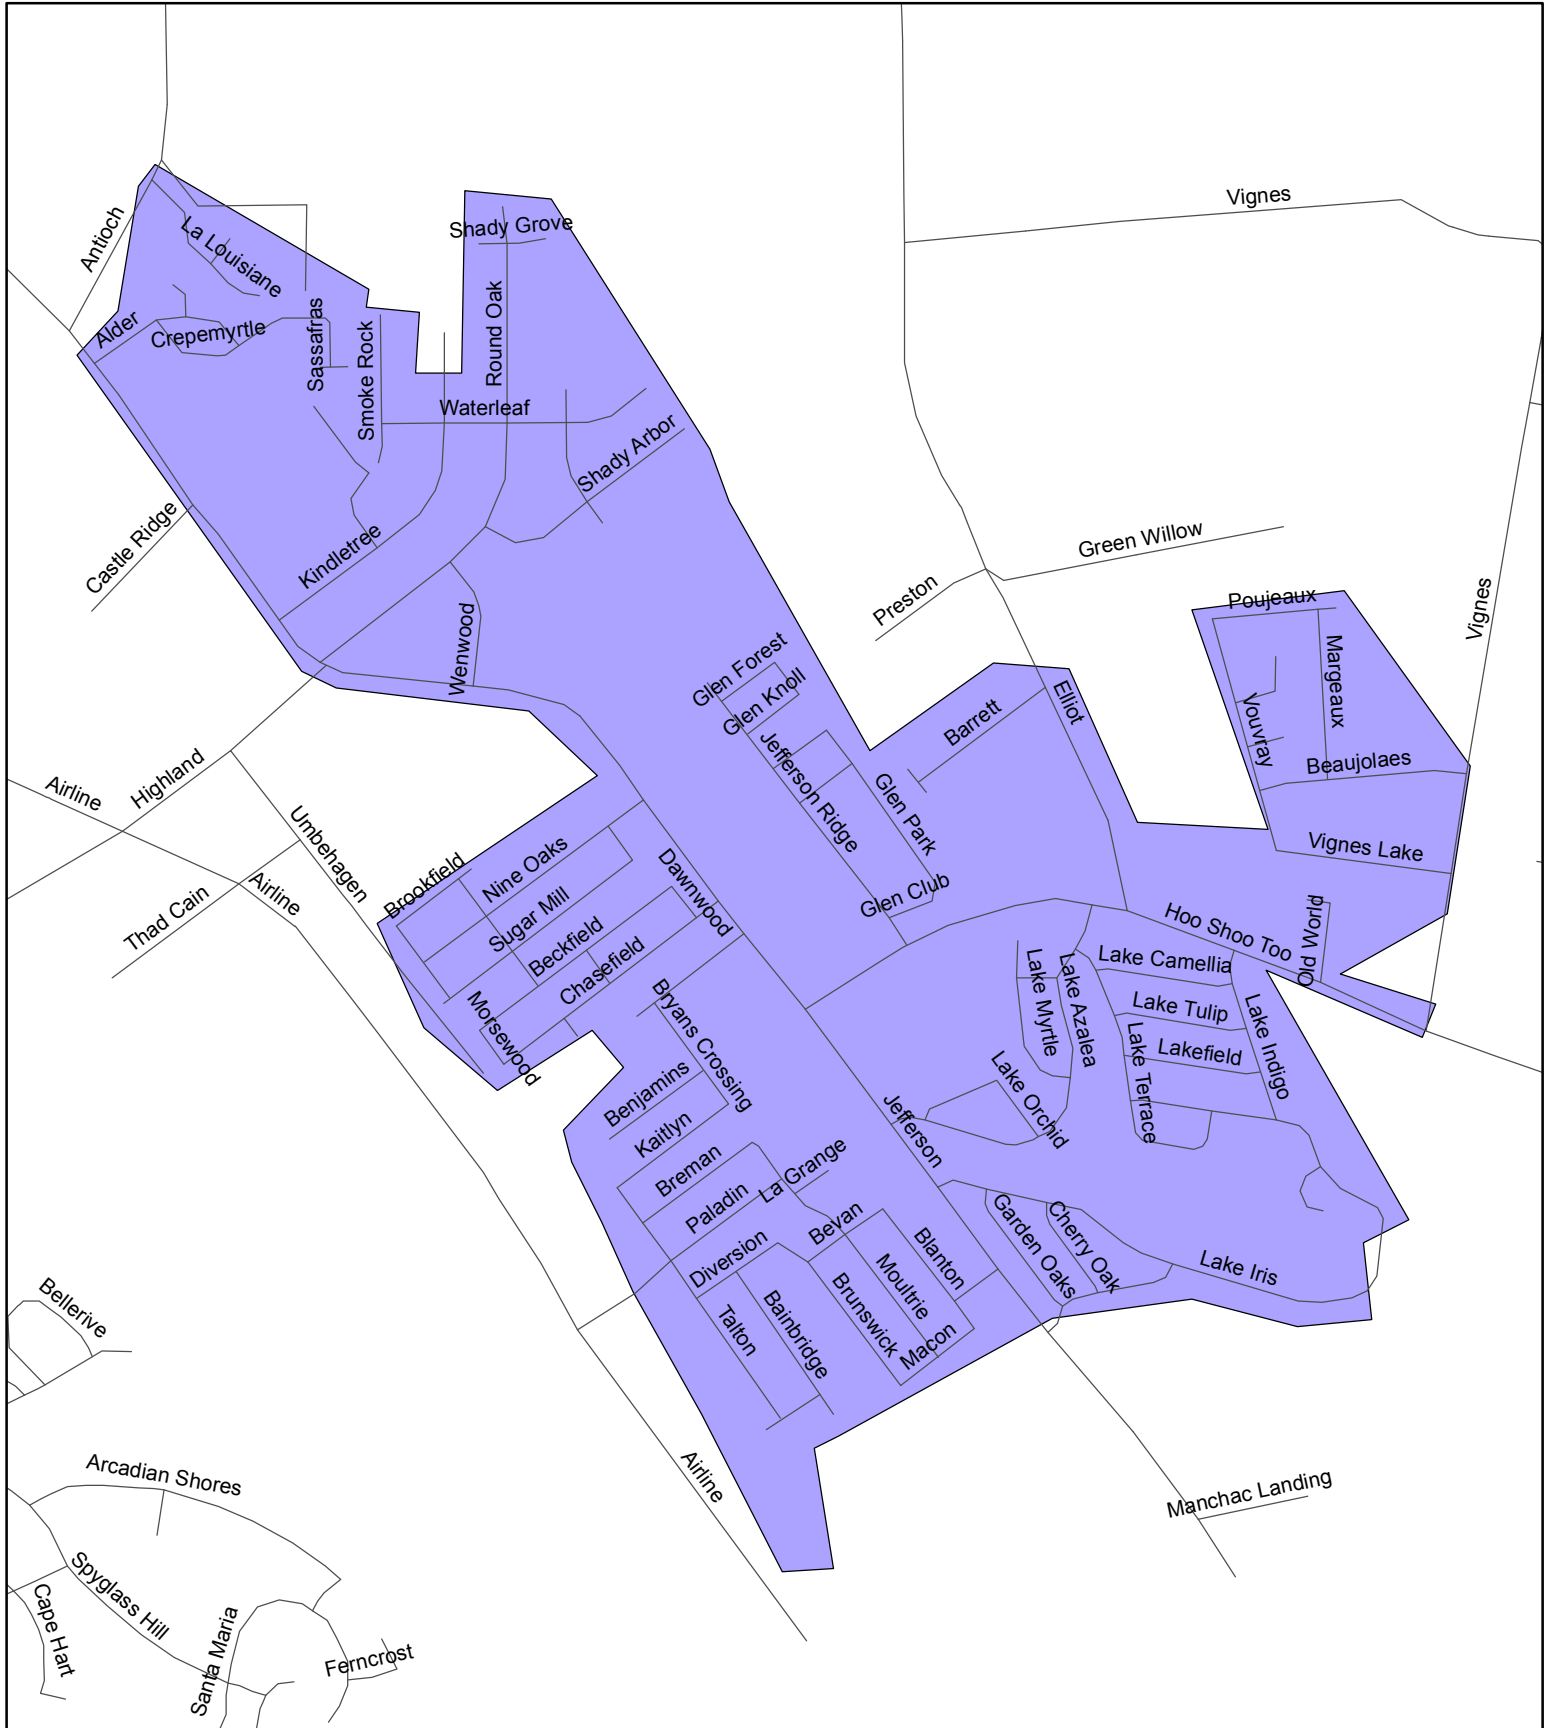 Vignes
Antioch
Shady Grove
La Louisiane
Alder
Crepemyrtle
Sassafras
Smoke Rock
Round Oak
Waterleaf
Shady Arbor
Castle Ridge
Kindletree
Green Willow
Preston
Wenwood
Poujeaux
Vignes
Margeaux
Glen Forest
Glen Knoll
Elliot
Barrett
Vouvray
Beaujolaes
Jefferson Ridge
Glen Park
Highland
Airline
Umbehagen
Brookfield
Nine Oaks
Dawnwood
Vignes Lake
Airline
Thad Cain
Sugar Mill
Glen Club
Hoo Shoo Too
Old World
Beckfield
Chasefield
Lake Camellia
Lake Myrtle
Lake Azalea
Lake Tulip
Lake Indigo
Morsewood
Bryans Crossing
Lakefield
Lake Terrace
Lake Orchid
Benjamins
Kaitlyn
Jefferson
Breman
La Grange
Paladin
Bevan
Blanton
Garden Oaks
Cherry Oak
Diversion
Moultrie
Lake Iris
Bellerive
Talton
Bainbridge
Brunswick
Macon
Arcadian Shores
Airline
Manchac Landing
Spyglass Hill
Cape Hart
Santa Maria
Ferncrost